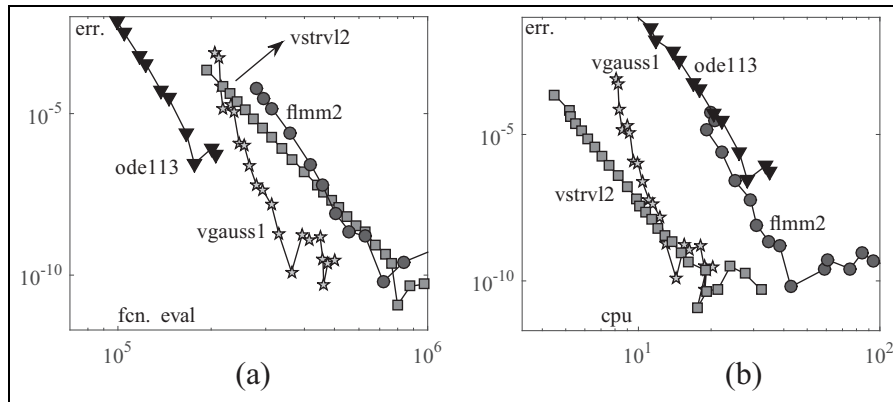 err.
vstrvl2
10^-5
flmm2
ode113
vgauss1
10^-10
fcn. eval
10^5
10^6
(a)
err.
vgauss1
ode113
10^-5
vstrvl2
flmm2
10^-10
cpu
10^1
10^2
(b)